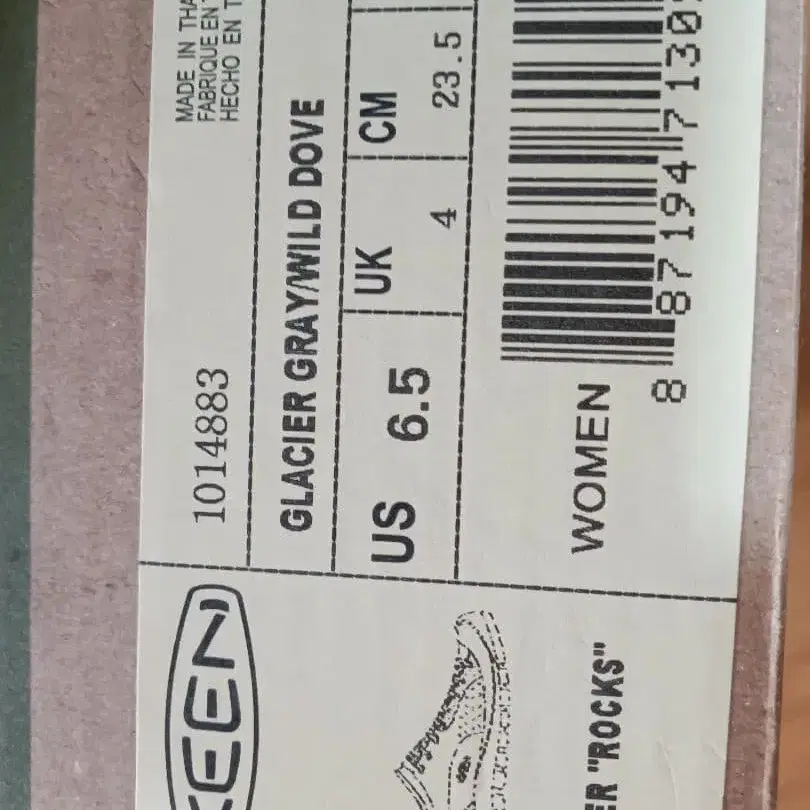 MADE IN THA
FABRIQUE EN T
HECHO EN T
1014883
GLACIER GRAY/WILD DOVE
US 6.5
UK 4
CM 23.5
WOMEN
8 87194 7130
KEEN
ER "ROCKS"